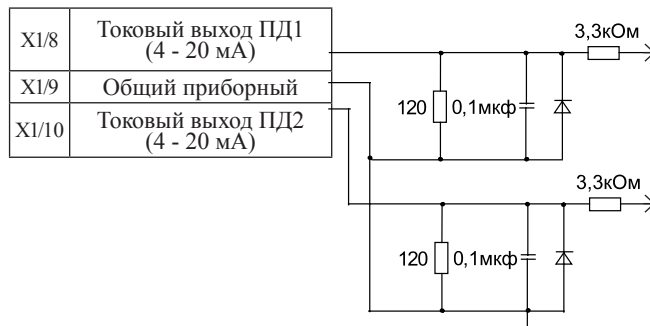 X1/8 Токовый выход ПД1
(4 - 20 мА)
X1/9 Общий приборный
X1/10 Токовый выход ПД2
(4 - 20 мА)
3,3кОм
120 0,1мкф
3,3кОм
120 0,1мкф